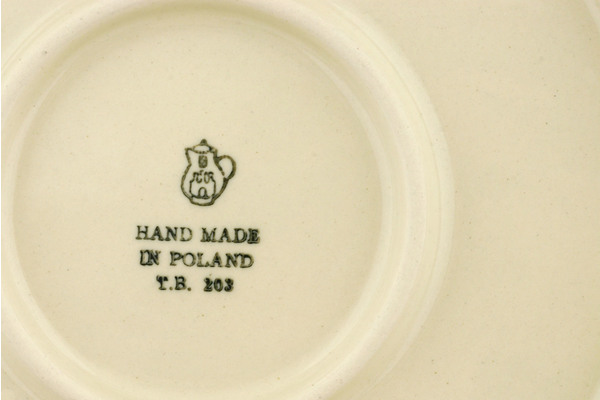 HAND MADE
IN POLAND
T.B. 203